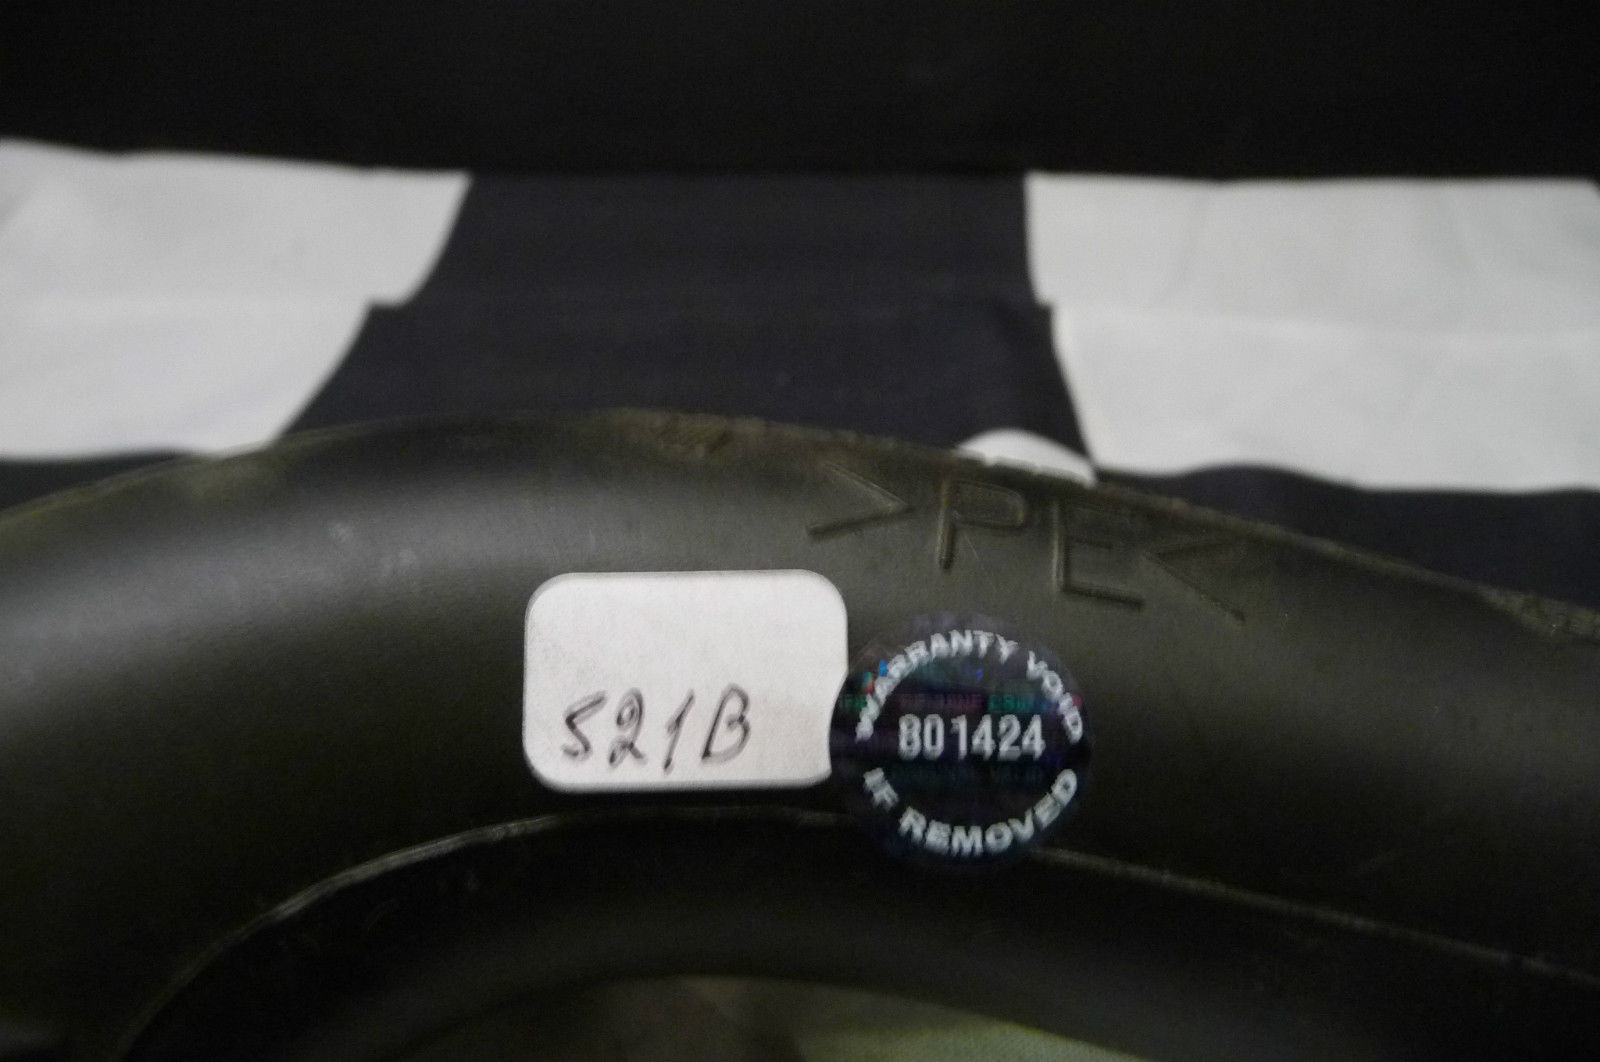 >PE<
521B
WARRANTY VOID
801424
IF REMOVED